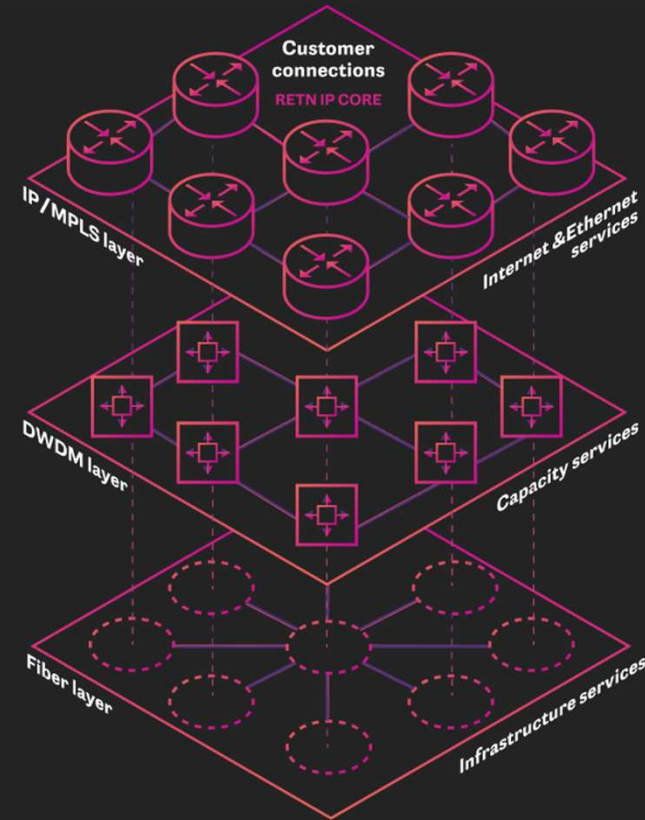 Customer
connections
RETN IP CORE
IP/MPLS layer
Internet &Ethernet
services
DWDM layer
Capacity services
Fiber layer
Infrastructure services